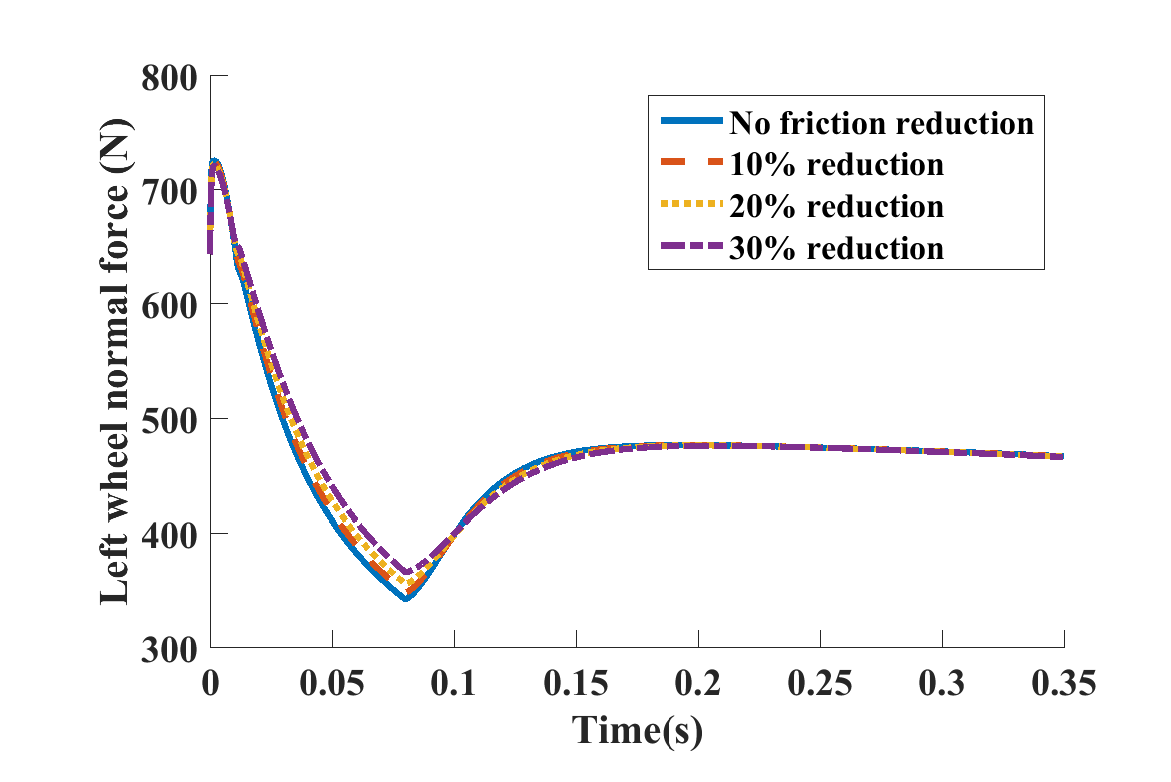 800
700
600
500
400
300
Left wheel normal force (N)
No friction reduction
10% reduction
20% reduction
30% reduction
0 0.05 0.1 0.15 0.2 0.25 0.3 0.35
Time(s)